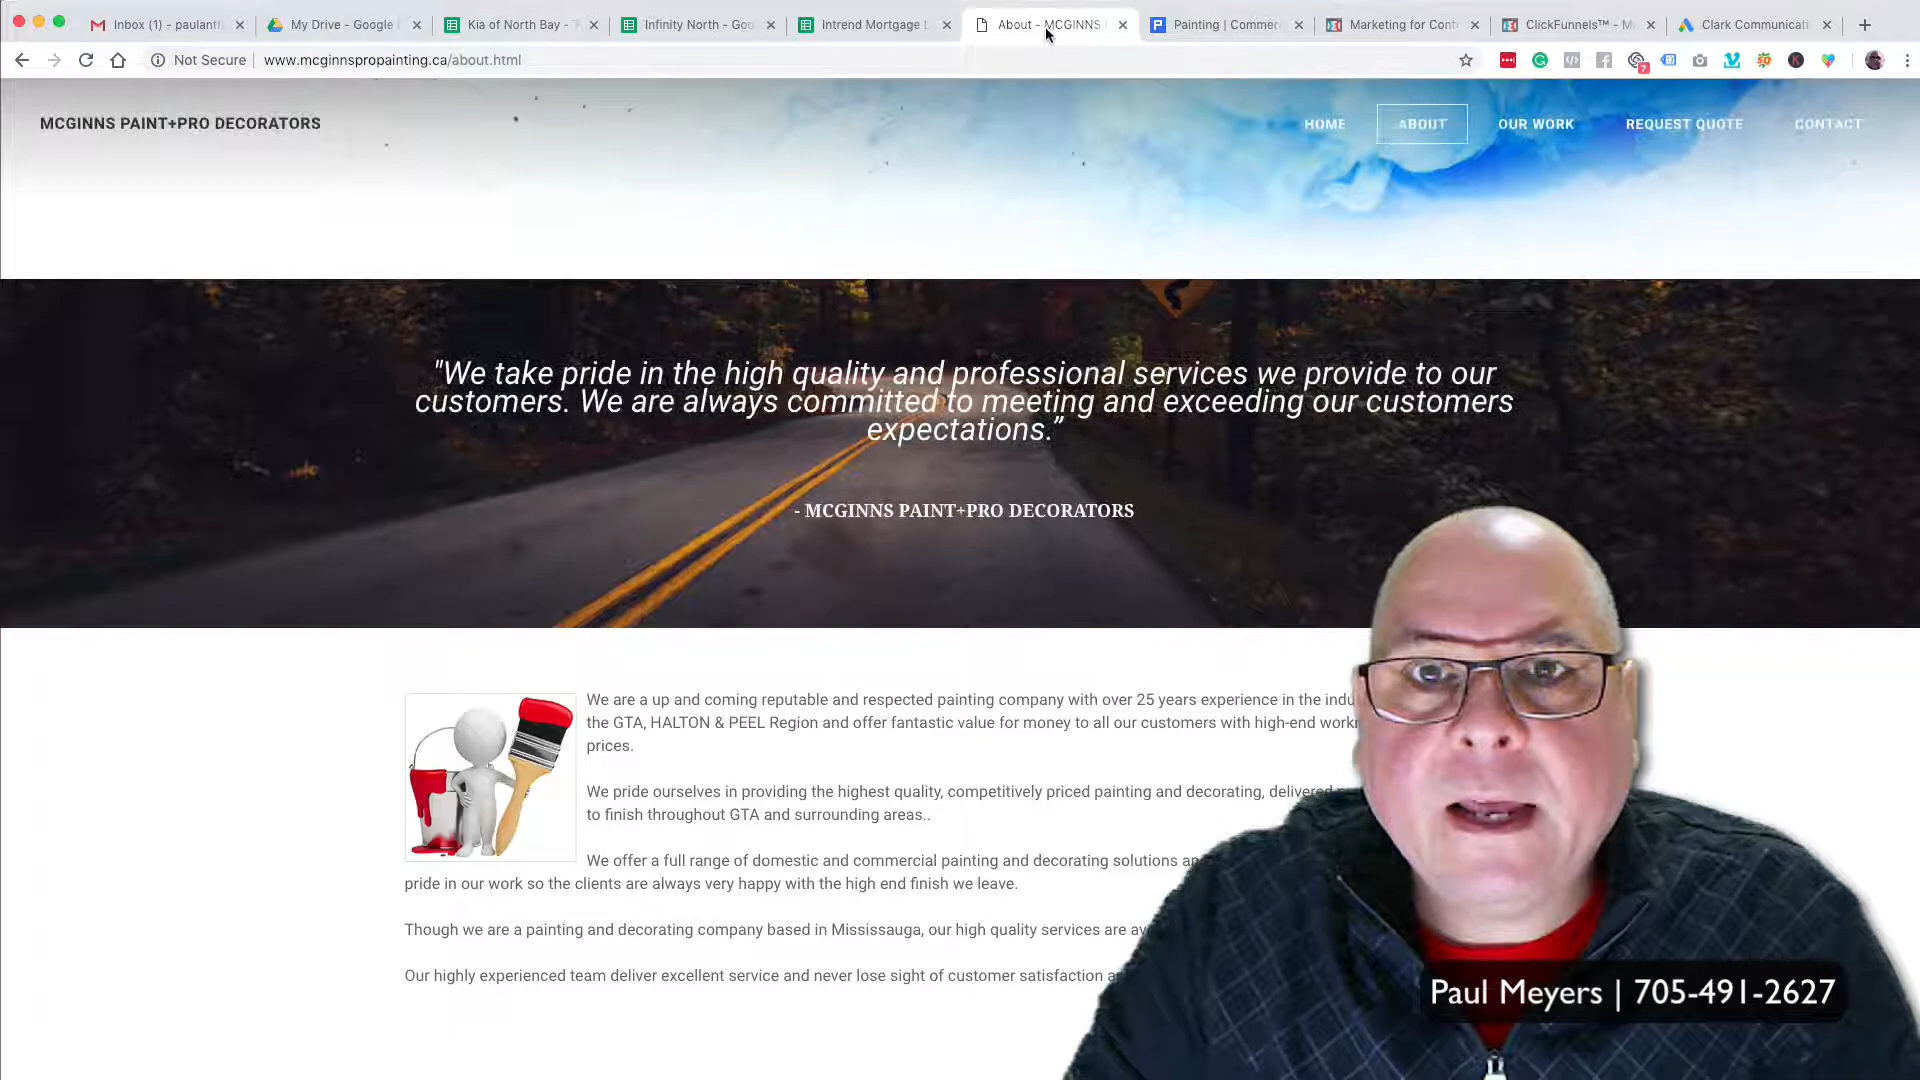 Inbox (1) - paulant
My Drive - Google
Kia of North Bay -
Infinity North - Goo
Intrend Mortgage
About - MCGINNS
Painting | Commer
Marketing for Cont
ClickFunnels™ - M
Clark Communicati
Not Secure
www.mcginnspropainting.ca/about.html
7
MCGINNS PAINT+PRO DECORATORS
HOME
ABOUT
OUR WORK
REQUEST QUOTE
CONTACT
"We take pride in the high quality and professional services we provide to our
customers. We are always committed to meeting and exceeding our customers
expectations.”
- MCGINNS PAINT+PRO DECORATORS
We are a up and coming reputable and respected painting company with over 25 years experience in the indu
the GTA, HALTON & PEEL Region and offer fantastic value for money to all our customers with high-end workr
prices.
We pride ourselves in providing the highest quality, competitively priced painting and decorating, delivered
to finish throughout GTA and surrounding areas..
We offer a full range of domestic and commercial painting and decorating solutions an
pride in our work so the clients are always very happy with the high end finish we leave.
Though we are a painting and decorating company based in Mississauga, our high quality services are av
Our highly experienced team deliver excellent service and never lose sight of customer satisfaction a
Paul Meyers | 705-491-2627